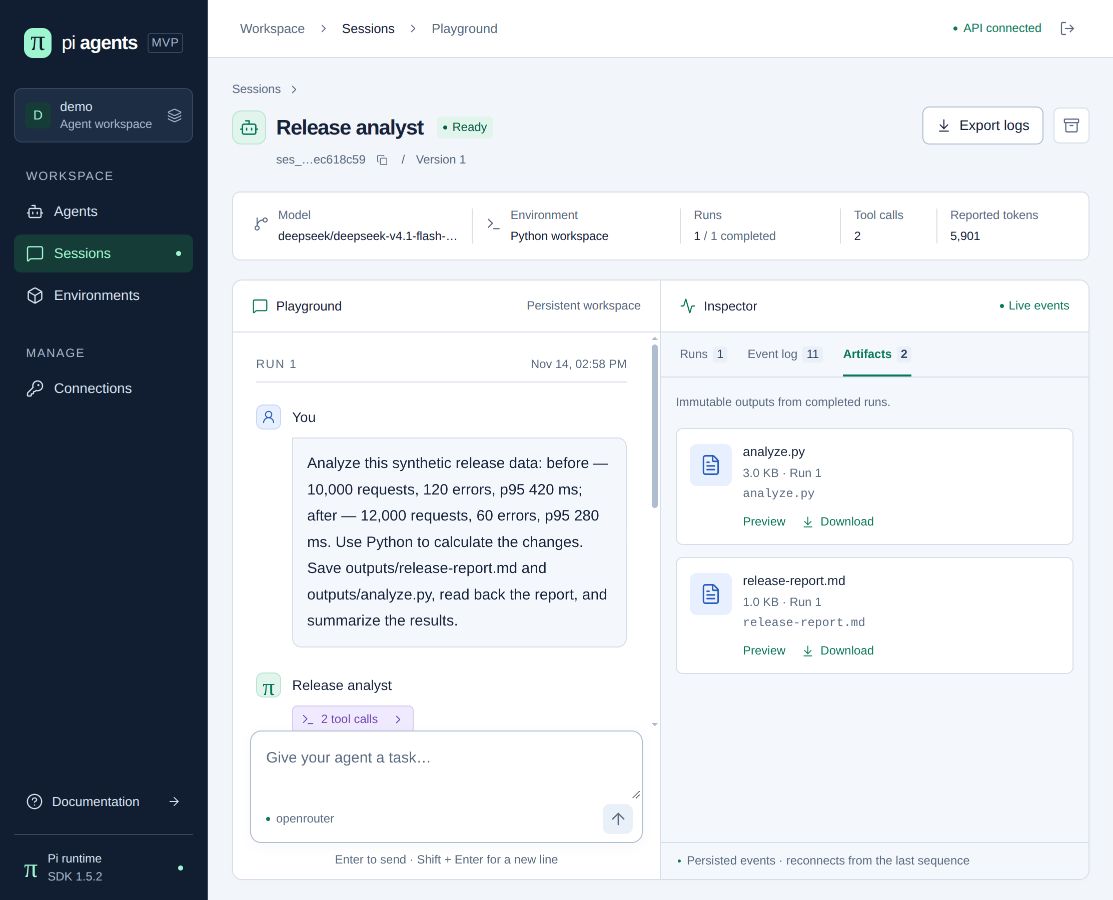 π pi agents MVP
D demo
Agent workspace
WORKSPACE
Agents
Sessions
Environments
MANAGE
Connections
Documentation
π Pi runtime
SDK 1.5.2
Workspace > Sessions > Playground
API connected
Sessions >
Release analyst
Ready
ses_…ec618c59 / Version 1
Export logs
Model
deepseek/deepseek-v4.1-flash-…
Environment
Python workspace
Runs
1 / 1 completed
Tool calls
2
Reported tokens
5,901
Playground
Persistent workspace
RUN 1
Nov 14, 02:58 PM
You
Analyze this synthetic release data: before —
10,000 requests, 120 errors, p95 420 ms;
after — 12,000 requests, 60 errors, p95 280
ms. Use Python to calculate the changes.
Save outputs/release-report.md and
outputs/analyze.py, read back the report, and
summarize the results.
π Release analyst
2 tool calls
Give your agent a task…
openrouter
Enter to send · Shift + Enter for a new line
Inspector
Live events
Runs 1
Event log 11
Artifacts 2
Immutable outputs from completed runs.
analyze.py
3.0 KB · Run 1
analyze.py
Preview
Download
release-report.md
1.0 KB · Run 1
release-report.md
Preview
Download
Persisted events · reconnects from the last sequence